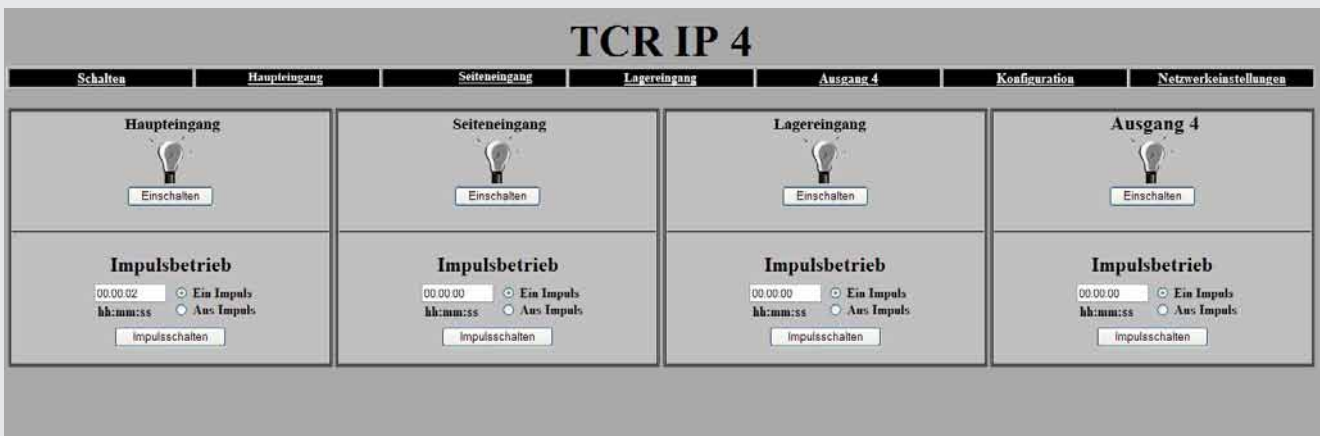 TCR IP 4
Schalten Haupteingang Seiteneingang Lagereingang Ausgang 4 Konfiguration Netzwerkeinstellungen
Haupteingang
Einschalten
Impulsbetrieb
00:00:02 Ein Impuls
hh:mm:ss Aus Impuls
Impulsschalten
Seiteneingang
Einschalten
Impulsbetrieb
00:00:00 Ein Impuls
hh:mm:ss Aus Impuls
Impulsschalten
Lagereingang
Einschalten
Impulsbetrieb
00:00:00 Ein Impuls
hh:mm:ss Aus Impuls
Impulsschalten
Ausgang 4
Einschalten
Impulsbetrieb
00:00:00 Ein Impuls
hh:mm:ss Aus Impuls
Impulsschalten